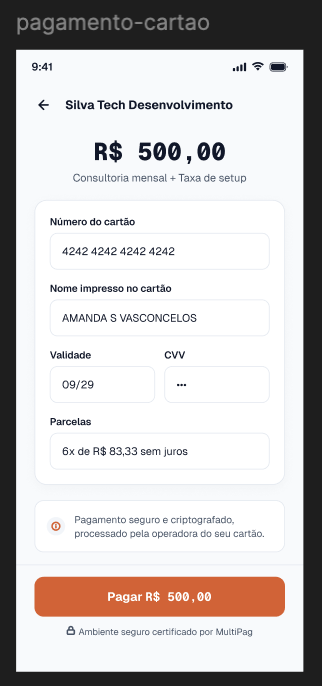 pagamento-cartao
9:41
Silva Tech Desenvolvimento
R$ 500,00
Consultoria mensal + Taxa de setup
Número do cartão
4242 4242 4242 4242
Nome impresso no cartão
AMANDA S VASCONCELOS
Validade CVV
09/29 •••
Parcelas
6x de R$ 83,33 sem juros
Pagamento seguro e criptografado,
processado pela operadora do seu cartão.
Pagar R$ 500,00
Ambiente seguro certificado por MultiPag